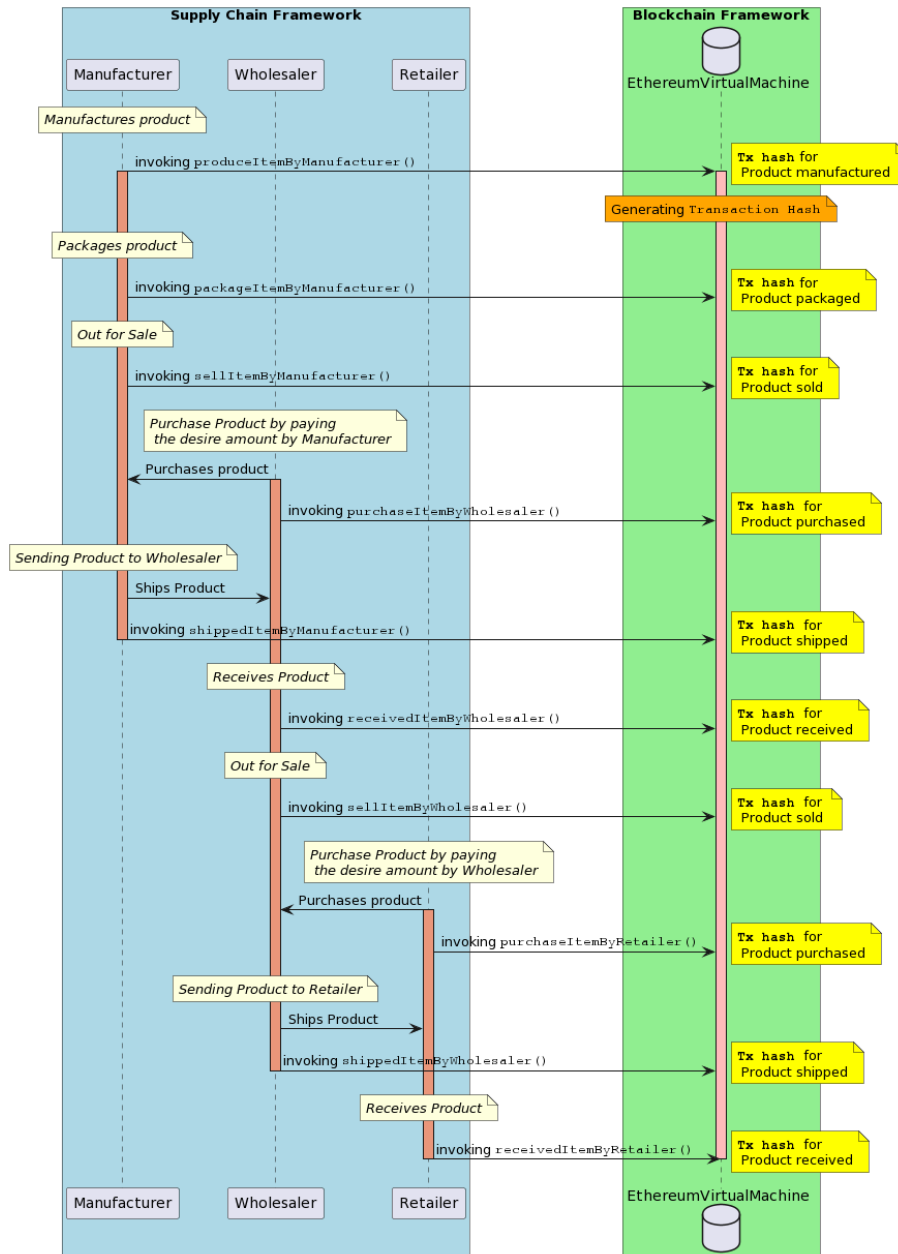 Supply Chain Framework
Blockchain Framework
Manufacturer
Wholesaler
Retailer
EthereumVirtualMachine
Manufactures product
invoking produceItemByManufacturer()
Tx hash for
Product manufactured
Generating Transaction Hash
Packages product
invoking packageItemByManufacturer()
Tx hash for
Product packaged
Out for Sale
invoking sellItemByManufacturer()
Tx hash for
Product sold
Purchase Product by paying
the desire amount by Manufacturer
Purchases product
invoking purchaseItemByWholesaler()
Tx hash for
Product purchased
Sending Product to Wholesaler
Ships Product
invoking shippedItemByManufacturer()
Tx hash for
Product shipped
Receives Product
invoking receivedItemByWholesaler()
Tx hash for
Product received
Out for Sale
invoking sellItemByWholesaler()
Tx hash for
Product sold
Purchase Product by paying
the desire amount by Wholesaler
Purchases product
invoking purchaseItemByRetailer()
Tx hash for
Product purchased
Sending Product to Retailer
Ships Product
invoking shippedItemByWholesaler()
Tx hash for
Product shipped
Receives Product
invoking receivedItemByRetailer()
Tx hash for
Product received
Manufacturer
Wholesaler
Retailer
EthereumVirtualMachine